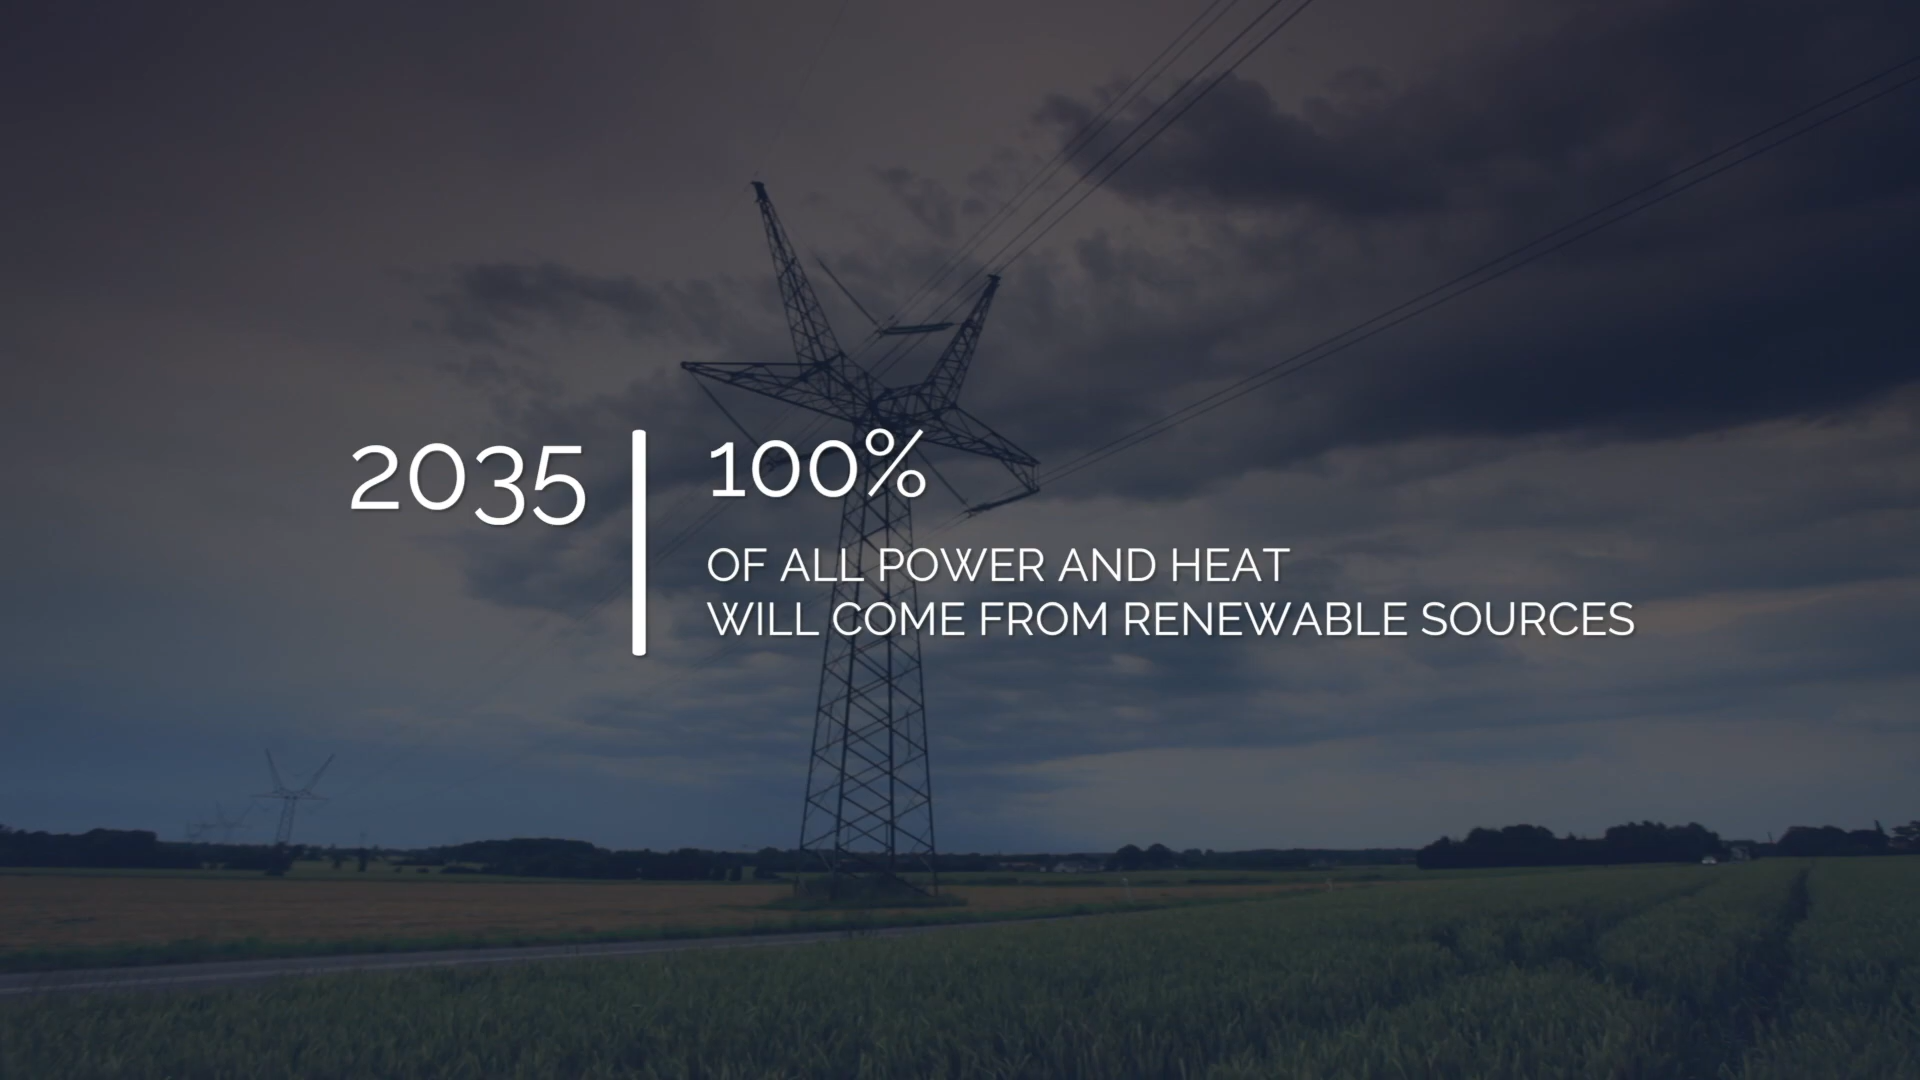 2035
100%
OF ALL POWER AND HEAT
WILL COME FROM RENEWABLE SOURCES